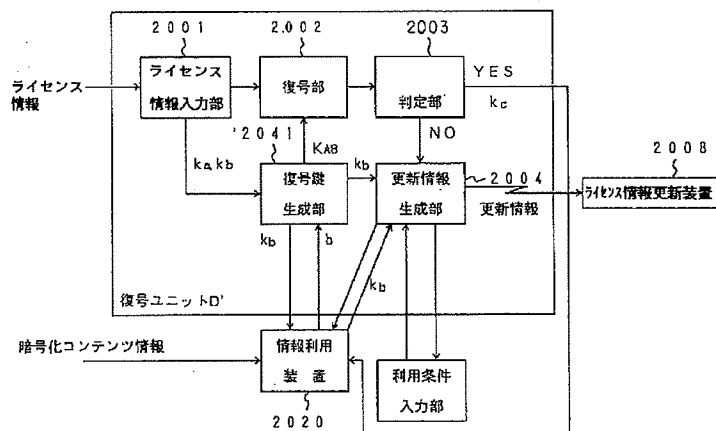 2001
2002
2003
ライセンス
情報
ライセンス
情報入力部
復号部
判定部
YES
kc
2041
KAB
NO
ka,kb
復号鍵
生成部
kb
更新情報
生成部
2004
更新情報
2008
ライセンス情報更新装置
kb
b
kb
復号ユニットD'
暗号化コンテンツ情報
情報利用
装置
利用条件
入力部
2020